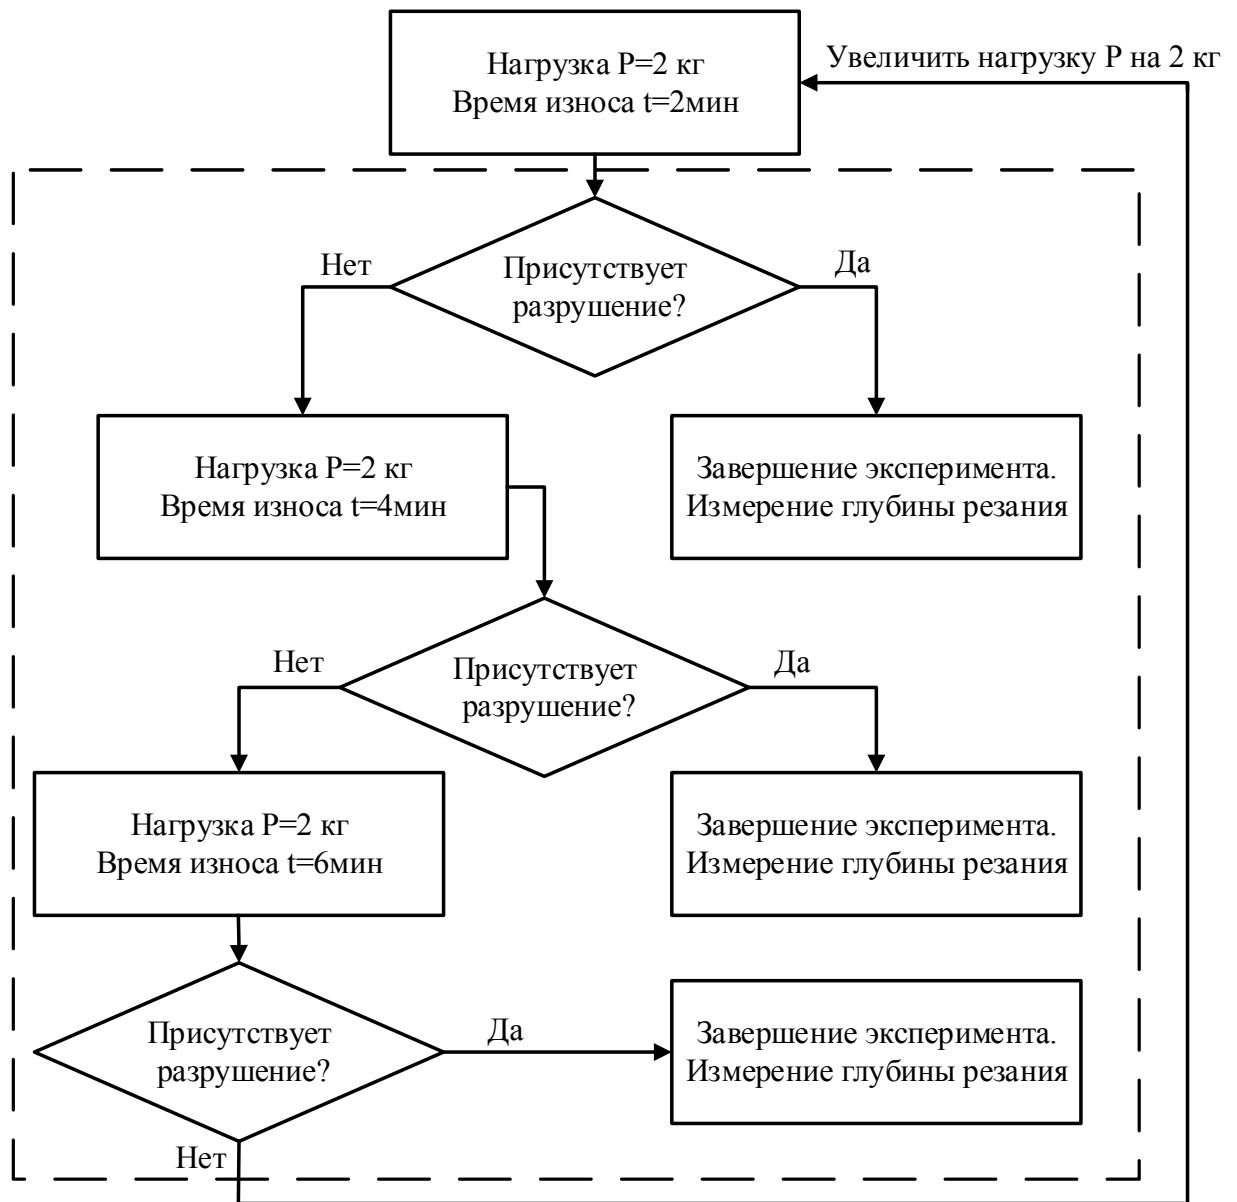 Нагрузка P=2 кг
Время износа t=2мин
Увеличить нагрузку P на 2 кг
Присутствует
разрушение?
Нет
Да
Нагрузка P=2 кг
Время износа t=4мин
Завершение эксперимента.
Измерение глубины резания
Присутствует
разрушение?
Нет
Да
Нагрузка P=2 кг
Время износа t=6мин
Завершение эксперимента.
Измерение глубины резания
Присутствует
разрушение?
Да
Завершение эксперимента.
Измерение глубины резания
Нет